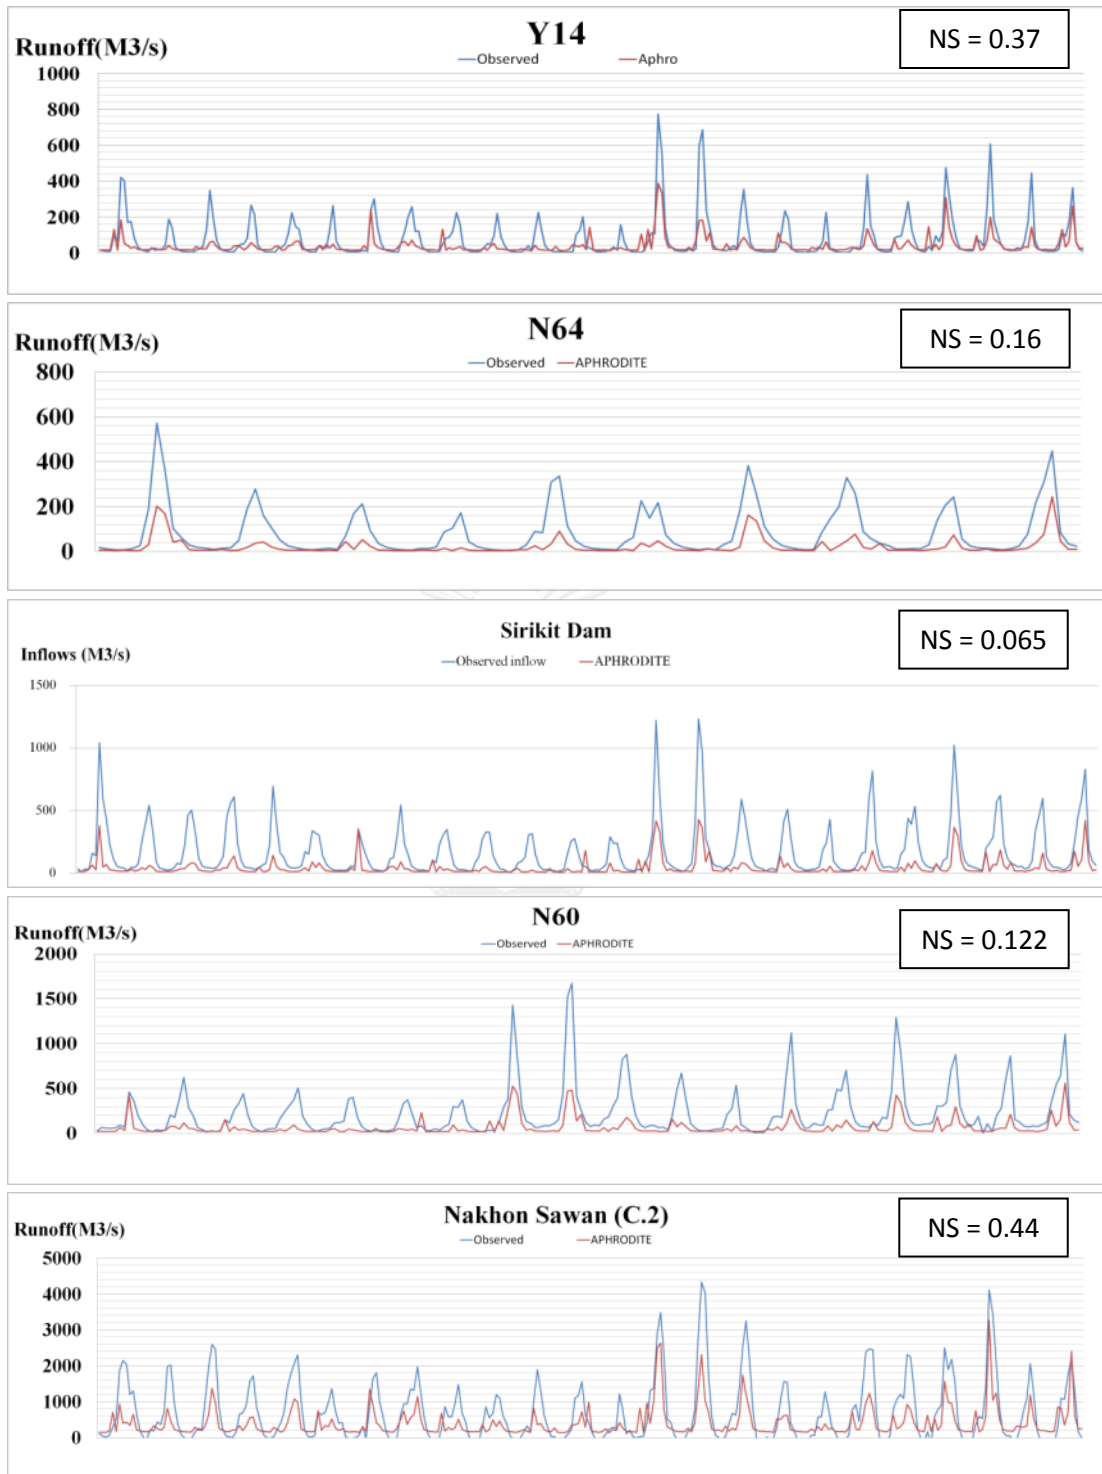 Y14
NS = 0.37
Runoff(M3/s)
Observed Aphro
1000
800
600
400
200
0
N64
NS = 0.16
Runoff(M3/s)
Observed APHRODITE
800
600
400
200
0
Sirikit Dam
NS = 0.065
Inflows (M3/s)
Observed inflow APHRODITE
1500
1000
500
0
N60
NS = 0.122
Runoff(M3/s)
Observed APHRODITE
2000
1500
1000
500
0
Nakhon Sawan (C.2)
NS = 0.44
Runoff(M3/s)
Observed APHRODITE
5000
4000
3000
2000
1000
0